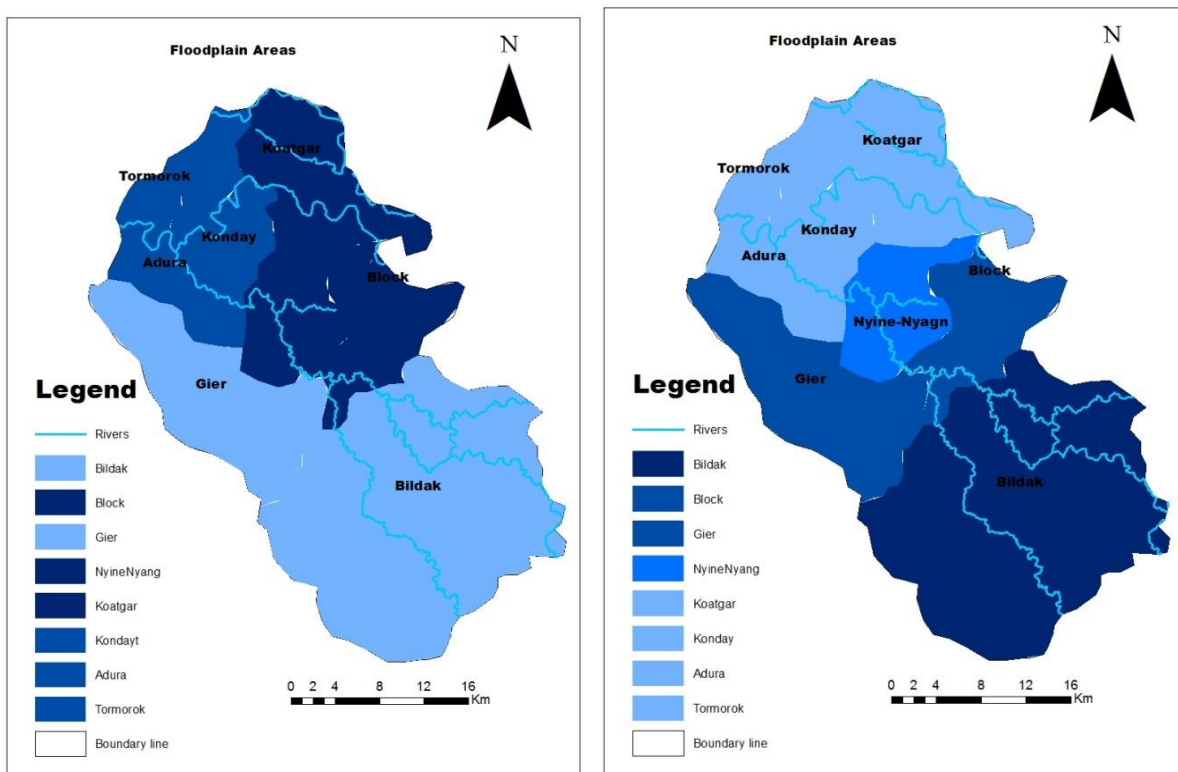 Floodplain Areas
N
Koatgar
Tormorok
Konday
Adura
Block
Gier
Bildak
Legend
Rivers
Bildak
Block
Gier
NyineNyang
Koatgar
Kondayt
Adura
Tormorok
Boundary line
0 2 4 8 12 16
Km
Floodplain Areas
N
Koatgar
Tormorok
Konday
Adura
Block
Nyine-Nyagn
Gier
Bildak
Legend
Rivers
Bildak
Block
Gier
NyineNyang
Koatgar
Konday
Adura
Tormorok
Boundary line
0 2 4 8 12 16
Km